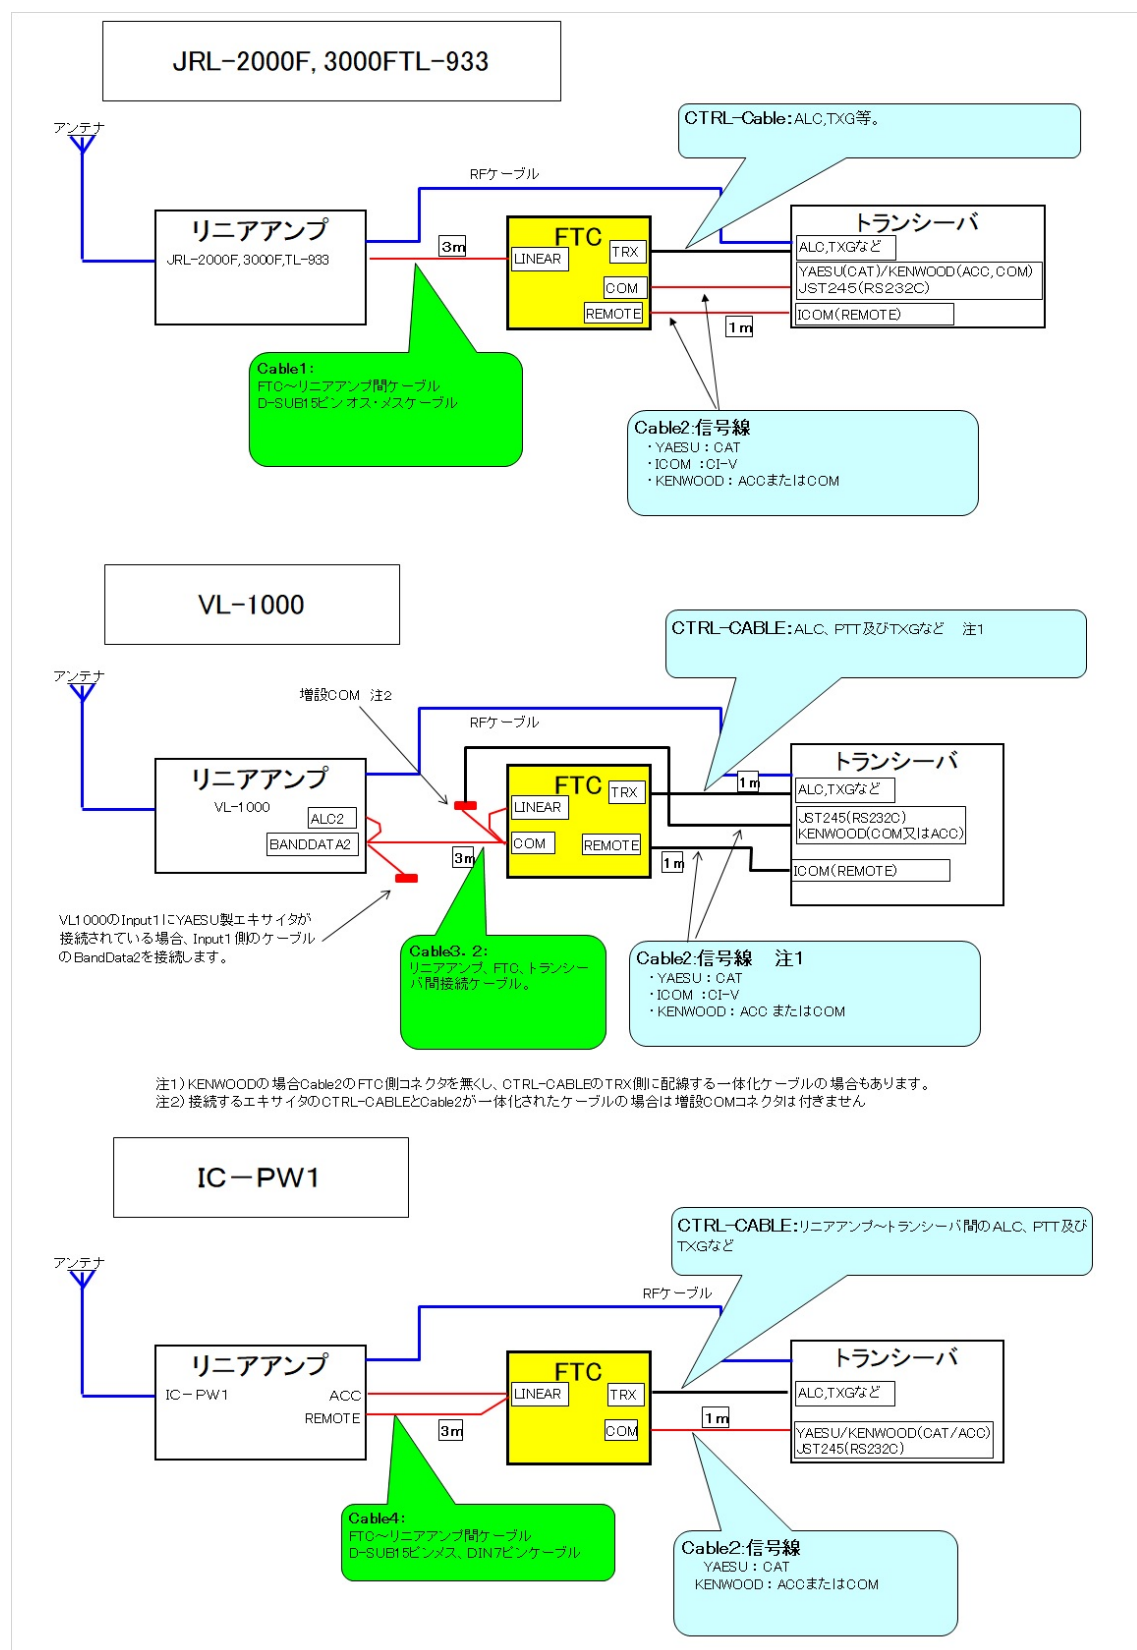 JRL-2000F, 3000FTL-933
CTRL-Cable:ALC,TXG等。
アンテナ
RFケーブル
リニアアンプ
JRL-2000F, 3000F,TL-933
3m
FTC
LINEAR
TRX
COM
REMOTE
1m
トランシーバ
ALC,TXGなど
YAESU(CAT)/KENWOOD(ACC,COM)
JST245(RS232C)
ICOM(REMOTE)
Cable1:
FTC～リニアアンプ間ケーブル
D-SUB15ピン オス・メスケーブル
Cable2:信号線
・YAESU：CAT
・ICOM ：CI-V
・KENWOOD：ACCまたはCOM
VL-1000
CTRL-CABLE:ALC、PTT及びTXGなど　注1
アンテナ
増設COM 注2
RFケーブル
リニアアンプ
VL-1000
ALC2
BANDDATA2
3m
FTC
LINEAR
TRX
COM
REMOTE
1m
1m
トランシーバ
ALC,TXGなど
JST245(RS232C)
KENWOOD(COM又はACC)
ICOM(REMOTE)
VL1000のInput1にYAESU製エキサイタが
接続されている場合、Input1側のケーブル
のBandData2を接続します。
Cable3．2:
リニアアンプ、FTC、トランシー
バ間接続ケーブル。
Cable2:信号線　注1
・YAESU：CAT
・ICOM ：CI-V
・KENWOOD：ACC またはCOM
注1）KENWOODの場合Cable2のFTC側コネクタを無くし、CTRL-CABLEのTRX側に配線する一体化ケーブルの場合もあります。
注2）接続するエキサイタのCTRL-CABLEとCable2が一体化されたケーブルの場合は増設COMコネクタは付きません
IC－PW1
CTRL-CABLE:リニアアンプ～トランシーバ間のALC、PTT及び
TXGなど
アンテナ
RFケーブル
リニアアンプ
IC－PW1
ACC
REMOTE
3m
FTC
LINEAR
TRX
COM
1m
トランシーバ
ALC,TXGなど
YAESU/KENWOOD(CAT/ACC)
JST245(RS232C)
Cable4:
FTC～リニアアンプ間ケーブル
D-SUB15ピンメス、DIN7ピンケーブル
Cable2:信号線
YAESU：CAT
KENWOOD：ACCまたはCOM